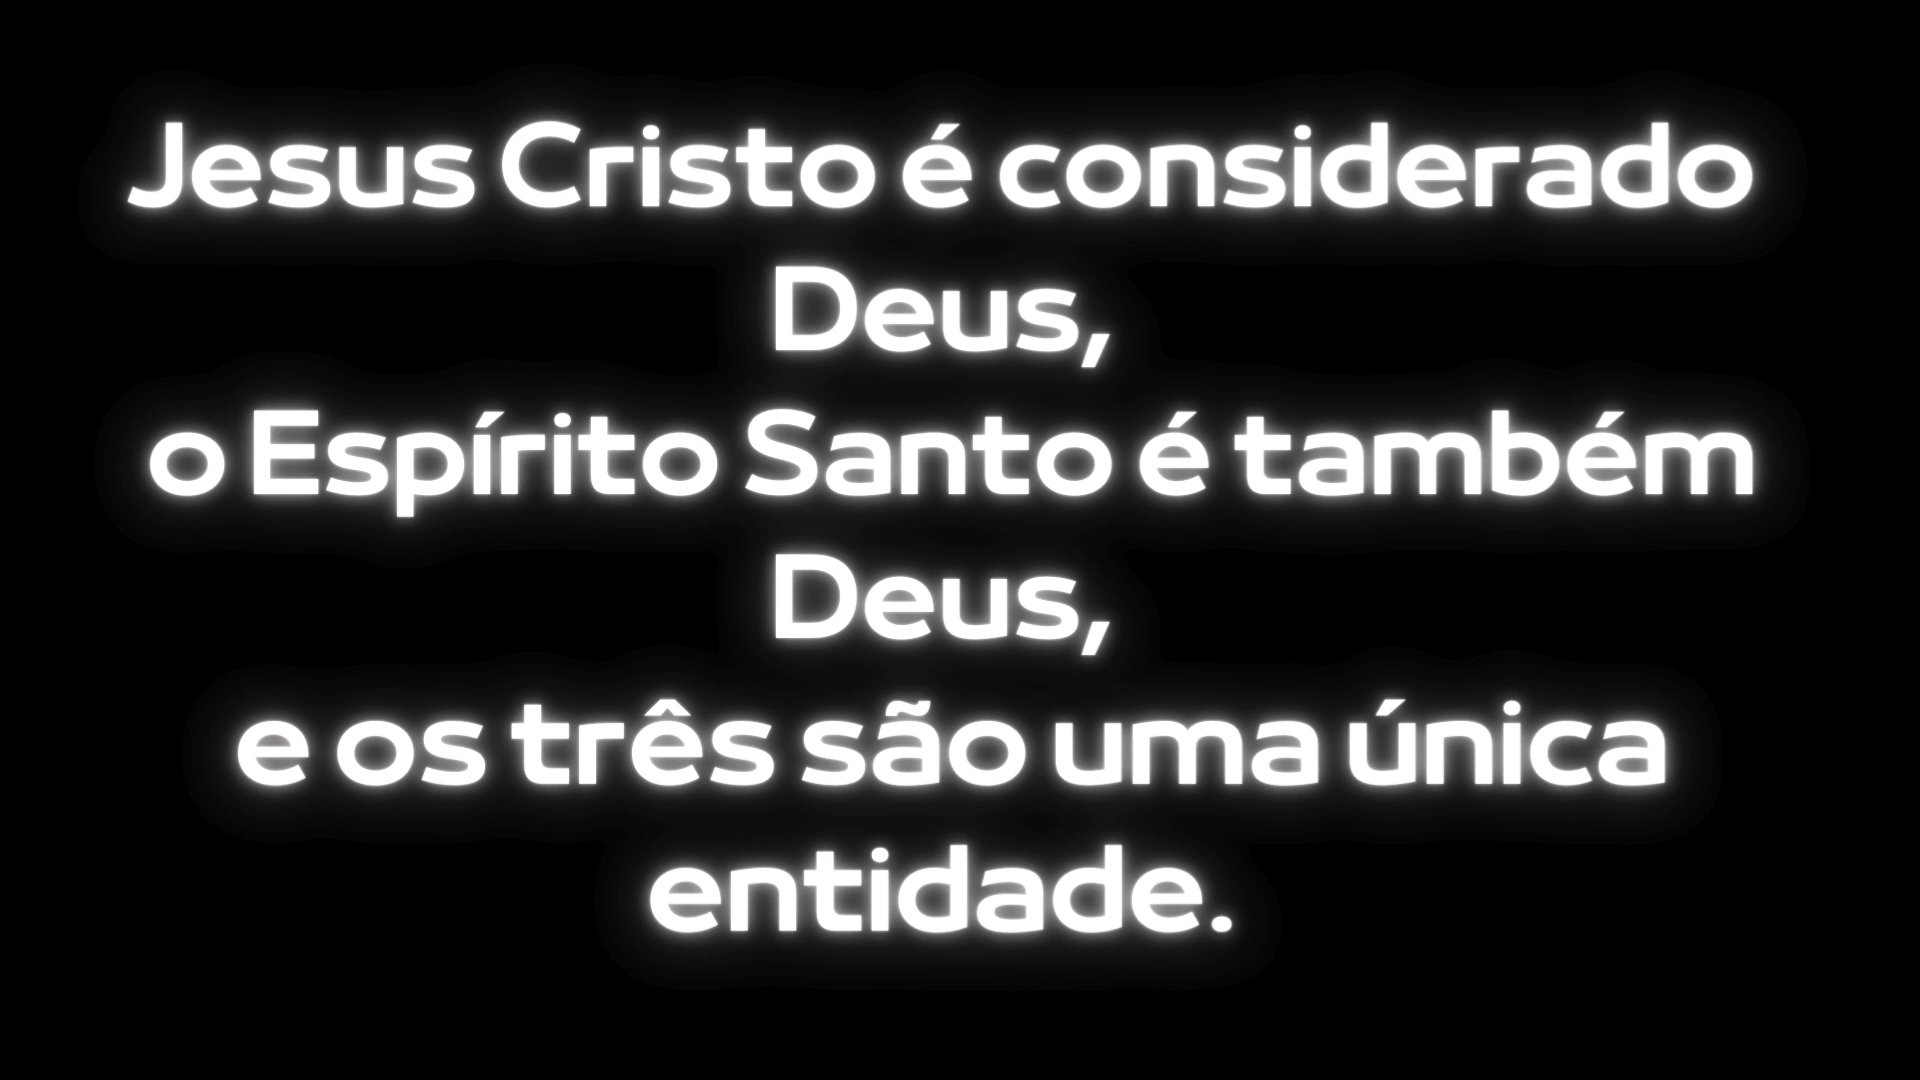 Jesus Cristo é considerado
Deus,
o Espírito Santo é também
Deus,
e os três são uma única
entidade.